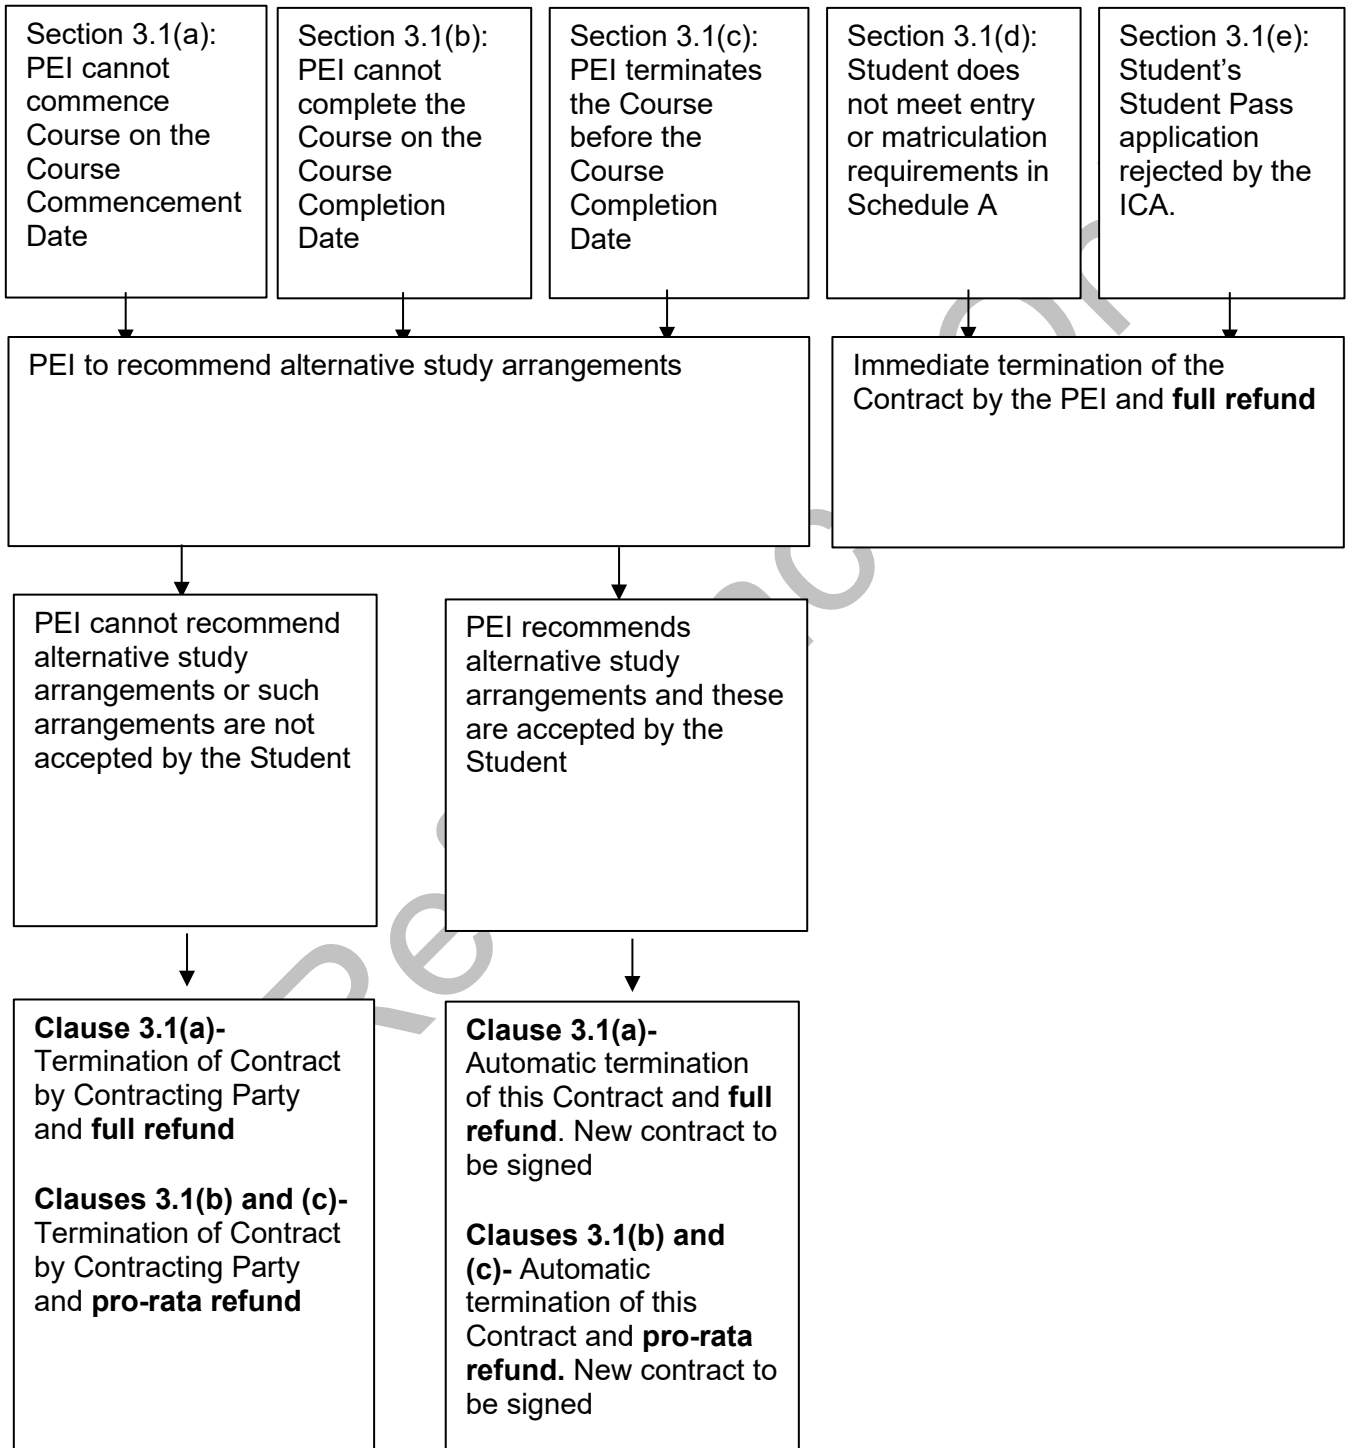 Section 3.1(a):
PEI cannot
commence
Course on the
Course
Commencement
Date
Section 3.1(b):
PEI cannot
complete the
Course on the
Course
Completion
Date
Section 3.1(c):
PEI terminates
the Course
before the
Course
Completion
Date
Section 3.1(d):
Student does
not meet entry
or matriculation
requirements in
Schedule A
Section 3.1(e):
Student’s
Student Pass
application
rejected by the
ICA.
PEI to recommend alternative study arrangements
Immediate termination of the
Contract by the PEI and full refund
PEI cannot recommend
alternative study
arrangements or such
arrangements are not
accepted by the Student
PEI recommends
alternative study
arrangements and these
are accepted by the
Student
Clause 3.1(a)-
Termination of Contract
by Contracting Party
and full refund
Clauses 3.1(b) and (c)-
Termination of Contract
by Contracting Party
and pro-rata refund
Clause 3.1(a)-
Automatic termination
of this Contract and full
refund. New contract to
be signed
Clauses 3.1(b) and
(c)- Automatic
termination of this
Contract and pro-rata
refund. New contract to
be signed